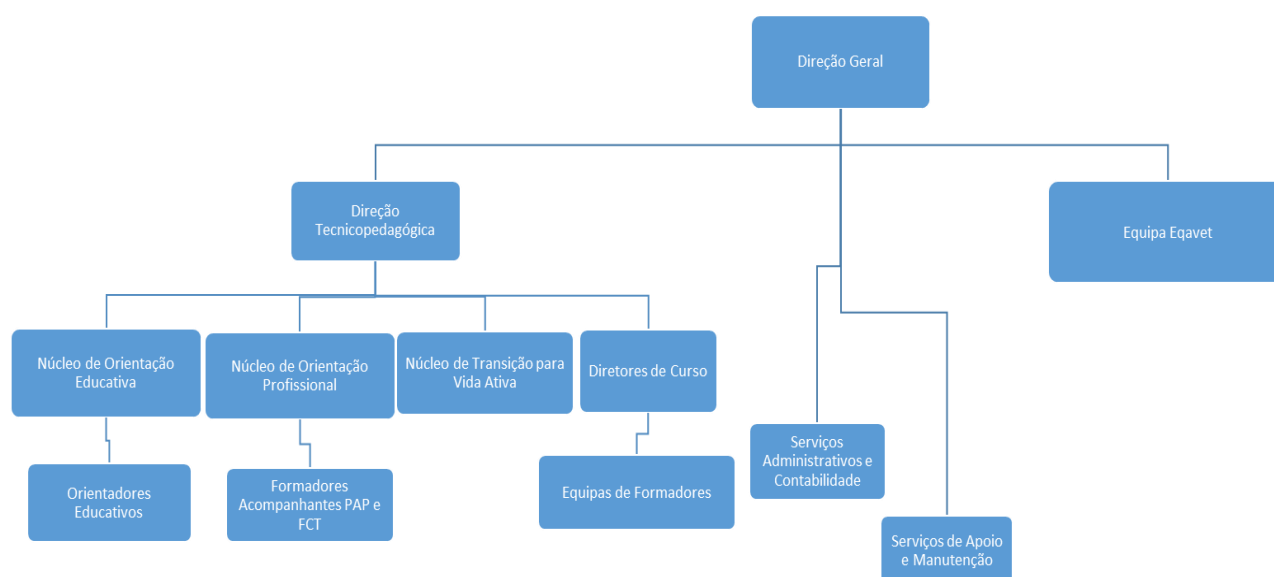 Direção Geral
Direção
Tecnicopedagógica
Equipa Eqavet
Núcleo de Orientação
Educativa
Núcleo de Orientação
Profissional
Núcleo de Transição para
Vida Ativa
Diretores de Curso
Serviços
Administrativos e
Contabilidade
Orientadores
Educativos
Formadores
Acompanhantes PAP e
FCT
Equipas de Formadores
Serviços de Apoio
e Manutenção